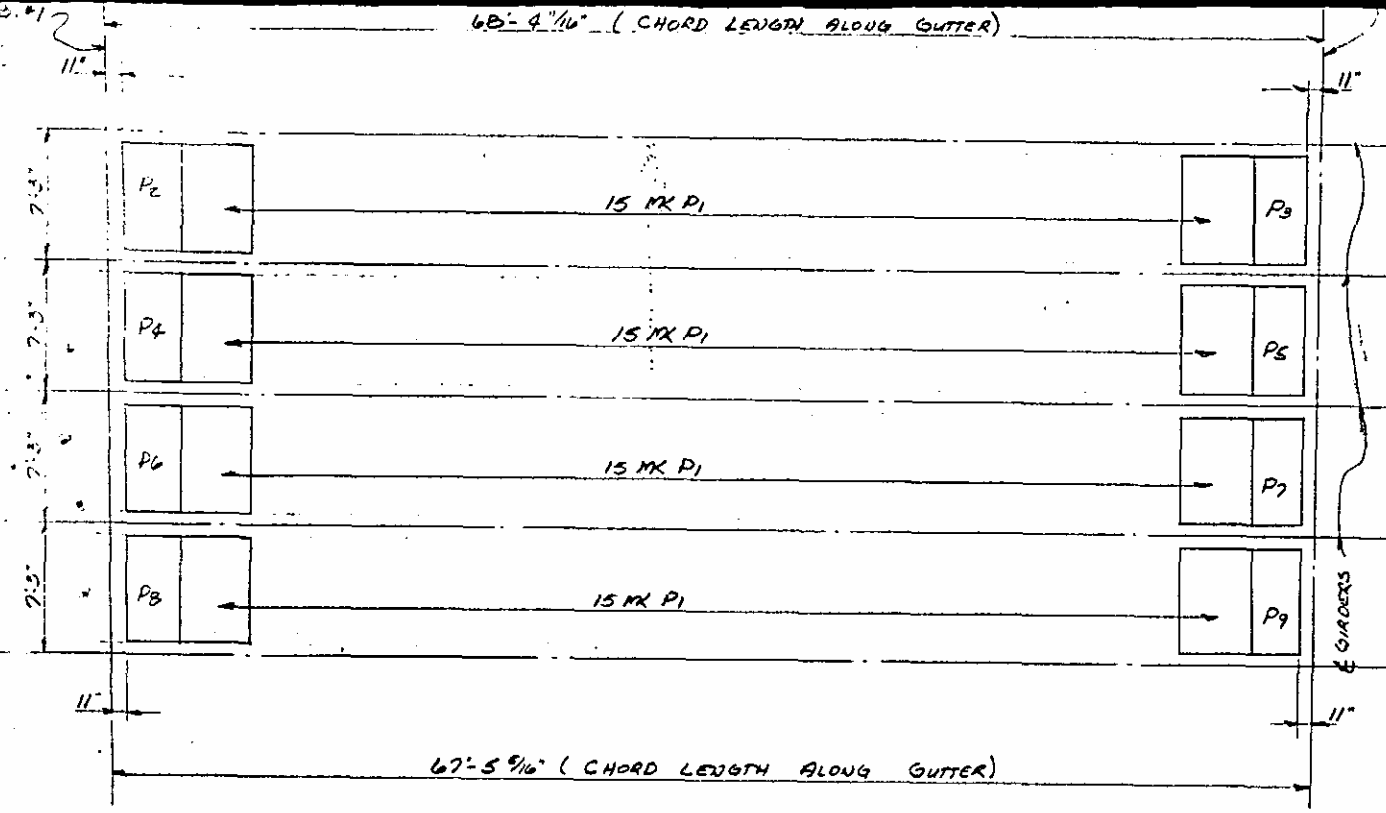 68'-4 11/16" ( CHORD LENGTH ALONG GUTTER)
11"
11"
7'-3"
P2
15 MK P1
P3
7'-3"
P4
15 MK P1
P5
7'-3"
P6
15 MK P1
P7
7'-3"
P8
15 MK P1
P9
℄ GIRDERS
11"
11"
67'-5 5/16" ( CHORD LENGTH ALONG GUTTER)